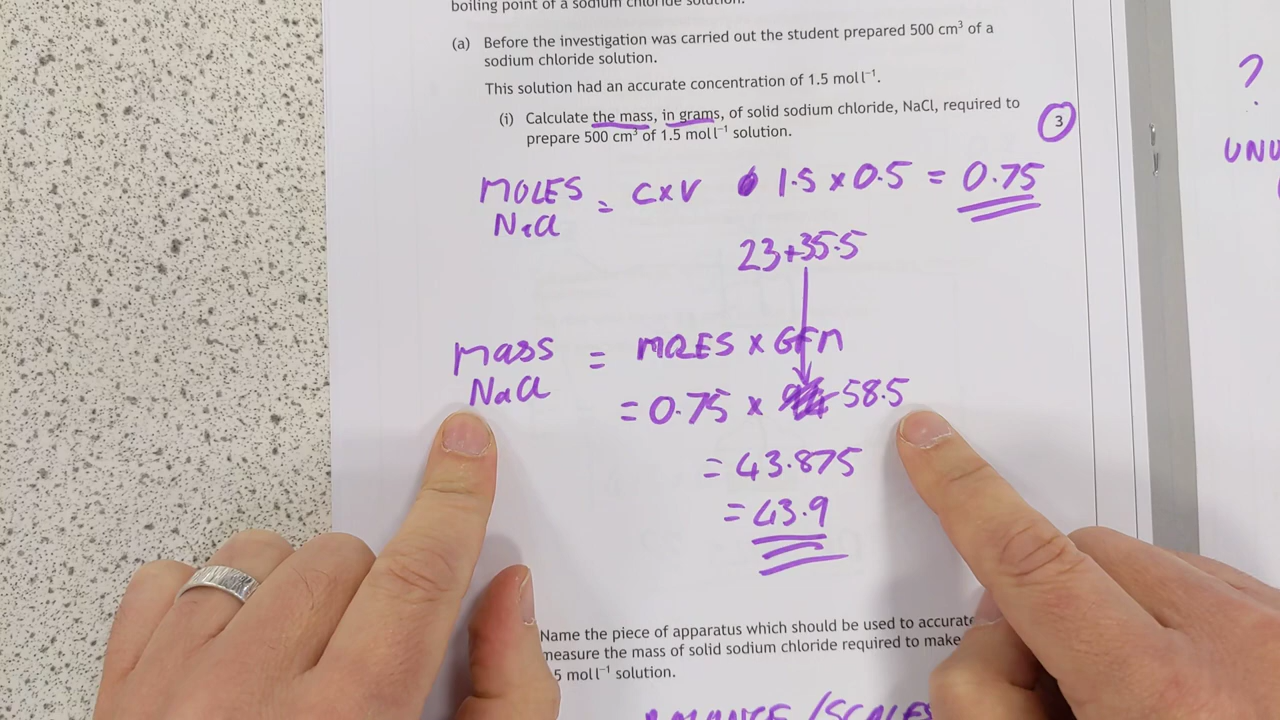 boiling point of a sodium chloride solution.
(a) Before the investigation was carried out the student prepared 500 cm³ of a
sodium chloride solution.
This solution had an accurate concentration of 1.5 mol l⁻¹.
(i) Calculate the mass, in grams, of solid sodium chloride, NaCl, required to
prepare 500 cm³ of 1.5 mol l⁻¹ solution.
3
?
UNU
MOLES NaCl = C×V 1.5 × 0.5 = 0.75
23+35.5
MASS NaCl = MOLES × GFM
= 0.75 × 58.5
= 43.875
= 43.9
Name the piece of apparatus which should be used to accurate
measure the mass of solid sodium chloride required to make
5 mol l⁻¹ solution.
BALANCE/SCALES